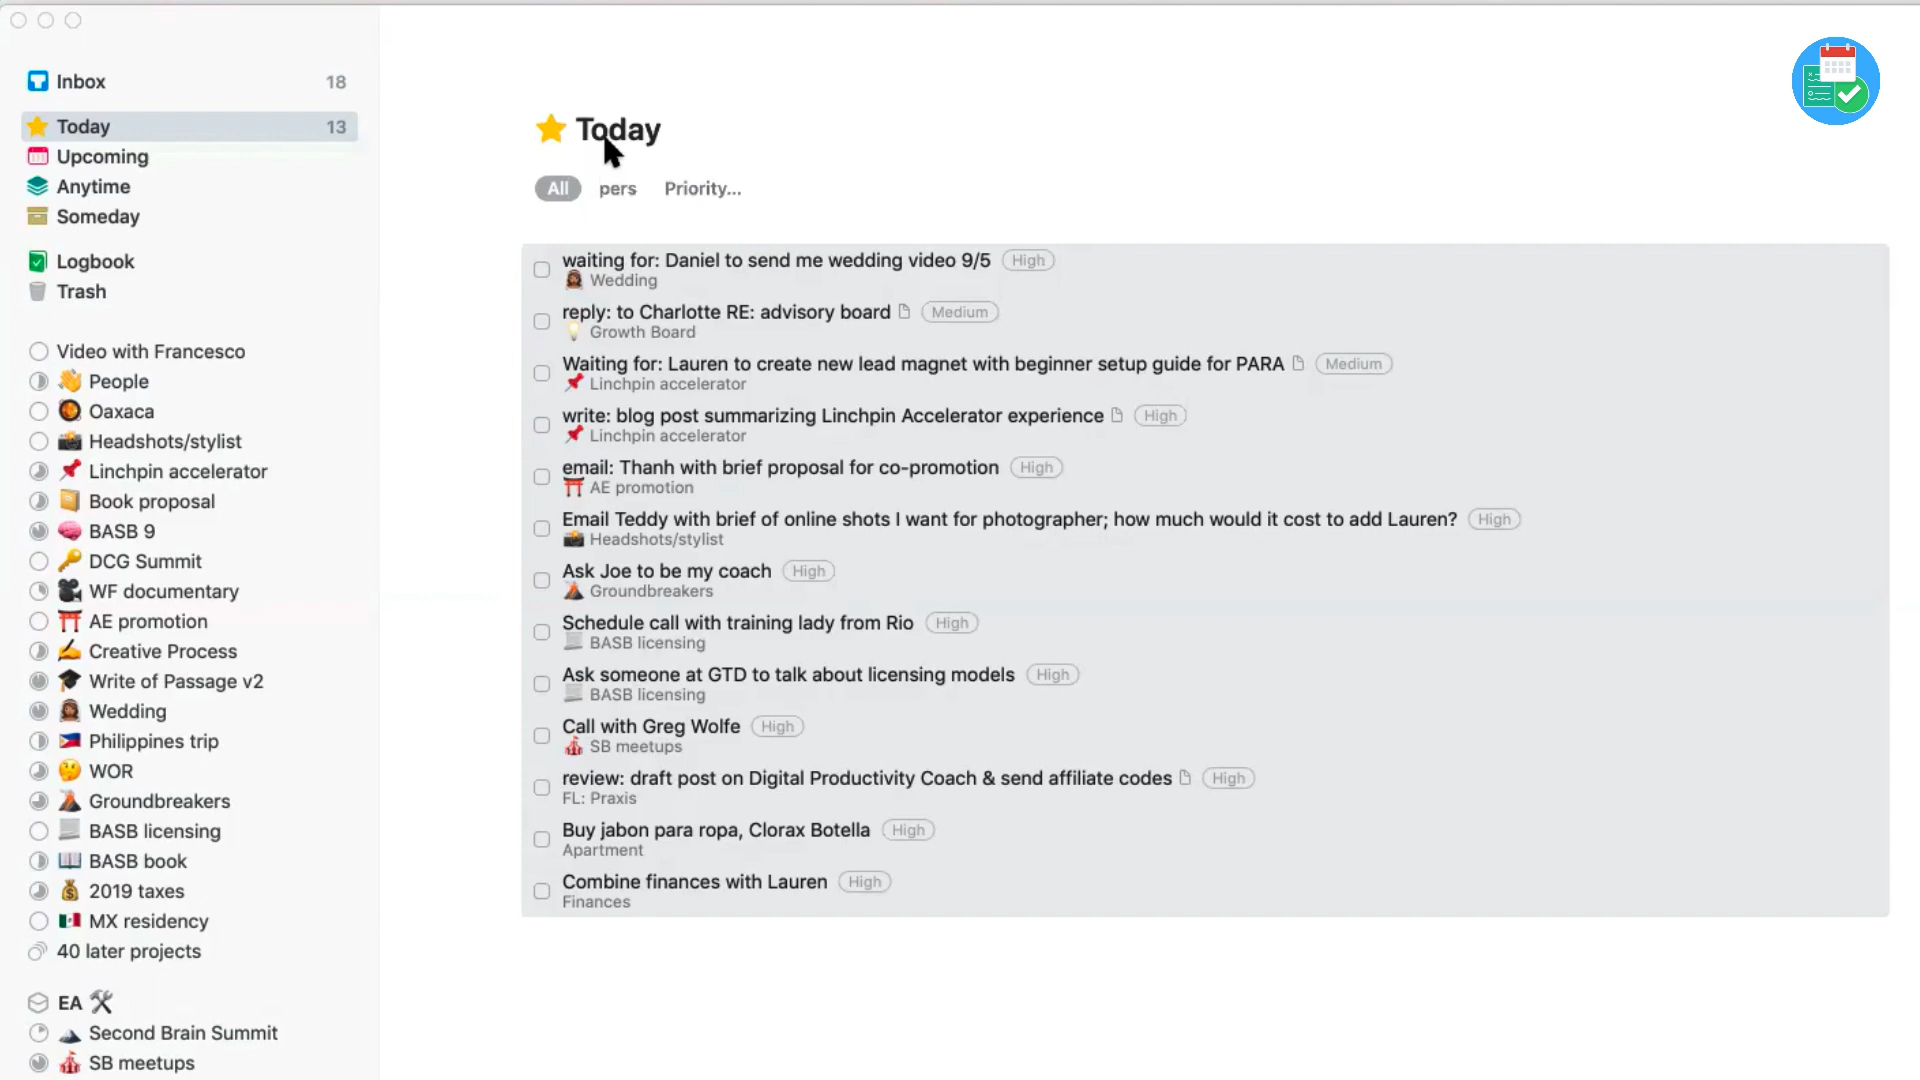 Inbox 18
Today 13
Upcoming
Anytime
Someday
Logbook
Trash
Video with Francesco
People
Oaxaca
Headshots/stylist
Linchpin accelerator
Book proposal
BASB 9
DCG Summit
WF documentary
AE promotion
Creative Process
Write of Passage v2
Wedding
Philippines trip
WOR
Groundbreakers
BASB licensing
BASB book
2019 taxes
MX residency
40 later projects
EA
Second Brain Summit
SB meetups
Today
All pers Priority...
waiting for: Daniel to send me wedding video 9/5 High
Wedding
reply: to Charlotte RE: advisory board Medium
Growth Board
Waiting for: Lauren to create new lead magnet with beginner setup guide for PARA Medium
Linchpin accelerator
write: blog post summarizing Linchpin Accelerator experience High
Linchpin accelerator
email: Thanh with brief proposal for co-promotion High
AE promotion
Email Teddy with brief of online shots I want for photographer; how much would it cost to add Lauren? High
Headshots/stylist
Ask Joe to be my coach High
Groundbreakers
Schedule call with training lady from Rio High
BASB licensing
Ask someone at GTD to talk about licensing models High
BASB licensing
Call with Greg Wolfe High
SB meetups
review: draft post on Digital Productivity Coach & send affiliate codes High
FL: Praxis
Buy jabon para ropa, Clorax Botella High
Apartment
Combine finances with Lauren High
Finances